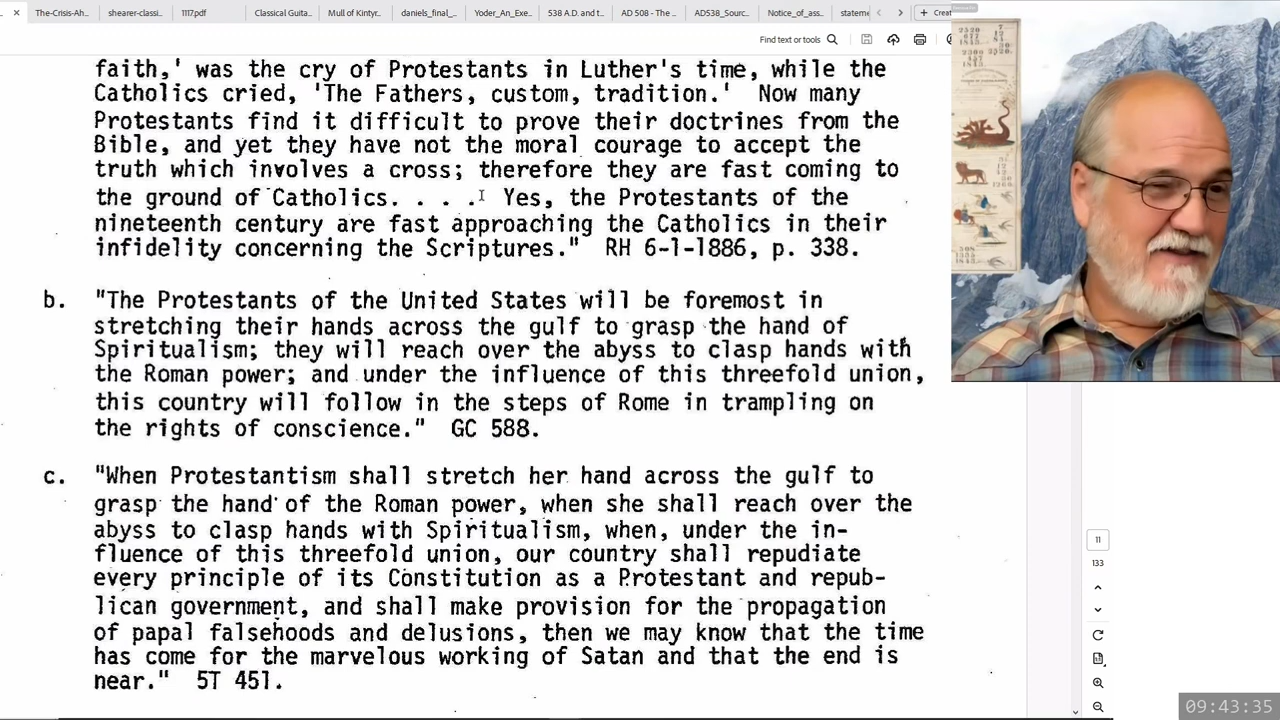 The-Crisis-Ah... shearer-classi... 1117.pdf Classical Guita... Mull of Kintyr... daniels_final_... Yoder_An_Exe... 538 A.D. and t... AD 508 - The ... AD538_Sourc... Notice_of_ass... stateme
Find text or tools
faith,' was the cry of Protestants in Luther's time, while the
Catholics cried, 'The Fathers, custom, tradition.' Now many
Protestants find it difficult to prove their doctrines from the
Bible, and yet they have not the moral courage to accept the
truth which involves a cross; therefore they are fast coming to
the ground of Catholics. . . . Yes, the Protestants of the
nineteenth century are fast approaching the Catholics in their
infidelity concerning the Scriptures." RH 6-1-1886, p. 338.
b. "The Protestants of the United States will be foremost in
stretching their hands across the gulf to grasp the hand of
Spiritualism; they will reach over the abyss to clasp hands with
the Roman power; and under the influence of this threefold union,
this country will follow in the steps of Rome in trampling on
the rights of conscience." GC 588.
c. "When Protestantism shall stretch her hand across the gulf to
grasp the hand of the Roman power, when she shall reach over the
abyss to clasp hands with Spiritualism, when, under the in-
fluence of this threefold union, our country shall repudiate
every principle of its Constitution as a Protestant and repub-
lican government, and shall make provision for the propagation
of papal falsehoods and delusions, then we may know that the time
has come for the marvelous working of Satan and that the end is
near." 5T 451.
11
133
09:43:35